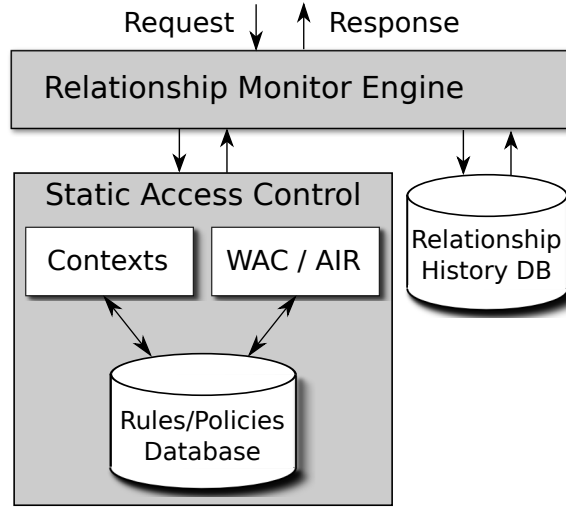 Request
Response
Relationship Monitor Engine
Static Access Control
Contexts
WAC / AIR
Relationship
History DB
Rules/Policies
Database